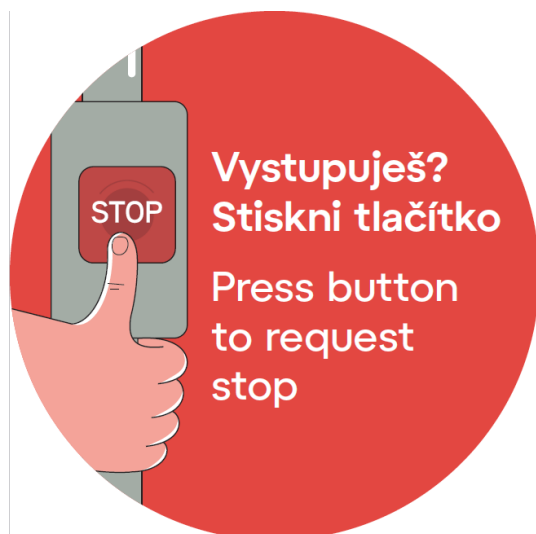 STOP
Vystupuješ?
Stiskni tlačítko
Press button
to request
stop